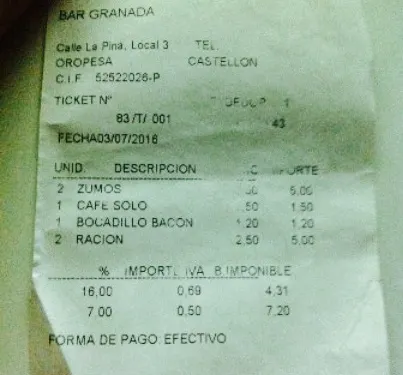 BAR GRANADA
Calle La Pina, Local 3 TEL.
OROPESA CASTELLON
C.I.F. 52522026-P
TICKET Nº 1
83/T/ 001 43
FECHA03/07/2016
UNID DESCRIPCION
2 ZUMOS 5,00
1 CAFE SOLO ,50 1,50
1 BOCADILLO BACON 1,20 1,20
2 RACION 2,50 5,00
% IMPORTE IVA B.IMPONIBLE
16,00 0,69 4,31
7,00 0,50 7,20
FORMA DE PAGO:EFECTIVO